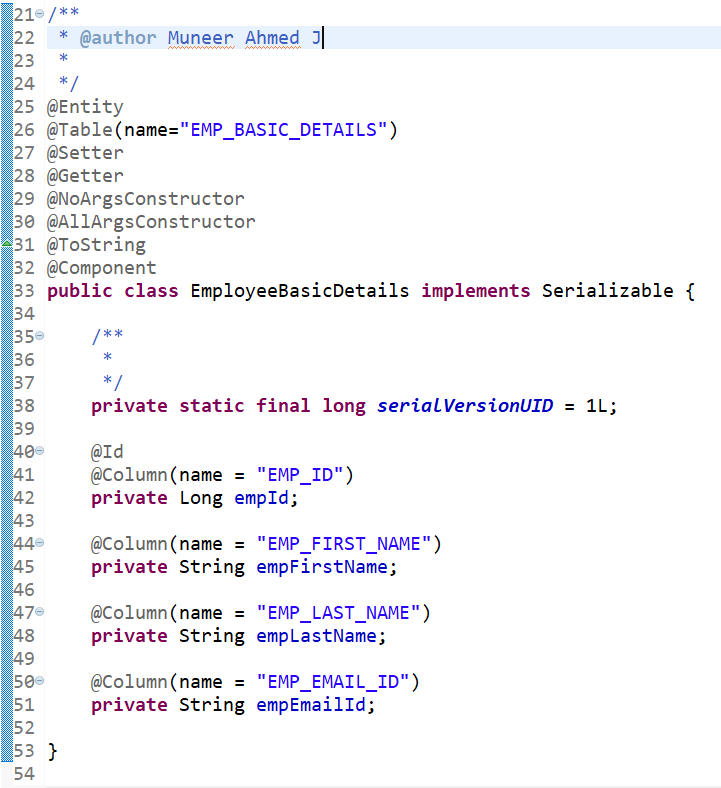 21 /**
22  * @author Muneer Ahmed J
23  *
24  */
25 @Entity
26 @Table(name="EMP_BASIC_DETAILS")
27 @Setter
28 @Getter
29 @NoArgsConstructor
30 @AllArgsConstructor
31 @ToString
32 @Component
33 public class EmployeeBasicDetails implements Serializable {
34
35     /**
36      *
37      */
38     private static final long serialVersionUID = 1L;
39
40     @Id
41     @Column(name = "EMP_ID")
42     private Long empId;
43
44     @Column(name = "EMP_FIRST_NAME")
45     private String empFirstName;
46
47     @Column(name = "EMP_LAST_NAME")
48     private String empLastName;
49
50     @Column(name = "EMP_EMAIL_ID")
51     private String empEmailId;
52
53 }
54